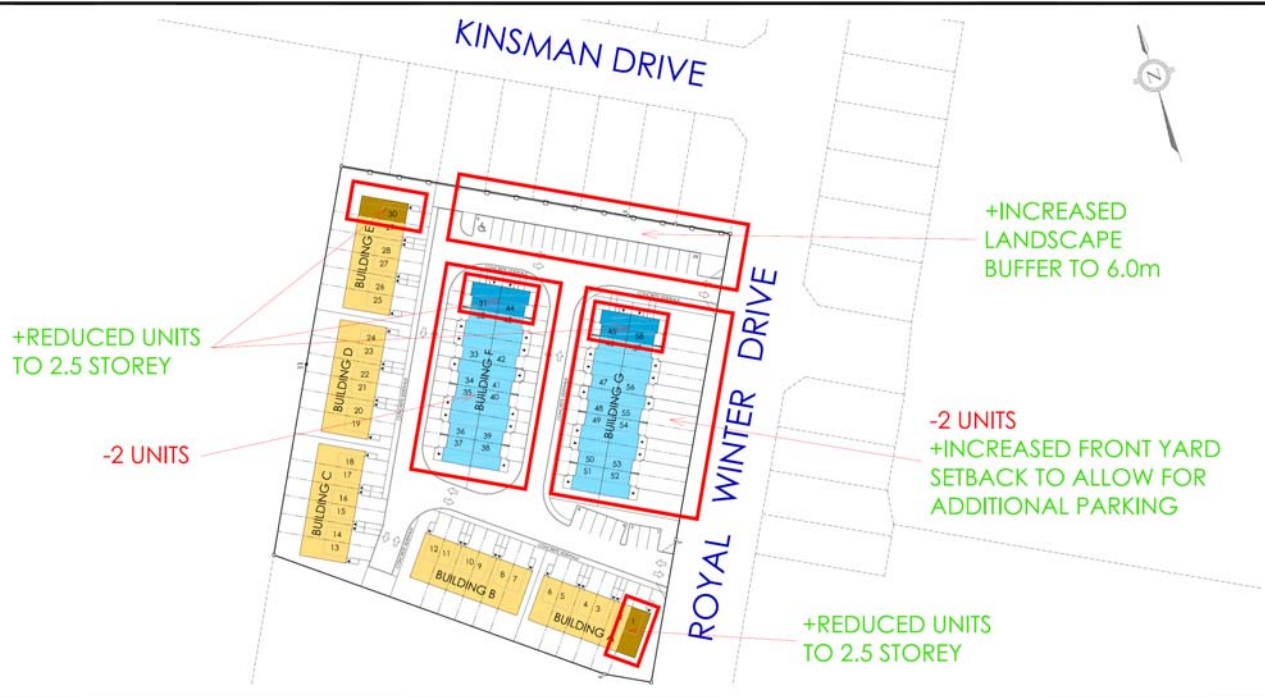 KINSMAN DRIVE
N
+INCREASED
LANDSCAPE
BUFFER TO 6.0m
+REDUCED UNITS
TO 2.5 STOREY
-2 UNITS
ROYAL WINTER DRIVE
-2 UNITS
+INCREASED FRONT YARD
SETBACK TO ALLOW FOR
ADDITIONAL PARKING
+REDUCED UNITS
TO 2.5 STOREY
BUILDING E
30
28
27
26
25
BUILDING D
24
23
22
21
20
19
BUILDING C
18
17
16
15
14
13
BUILDING F
31 44
33 42
34 41
35 40
36 39
37 38
BUILDING G
45 58
47 56
48 55
49 54
50 53
51 52
12 11 10 9 8 7
BUILDING B
6 5 4 3 1
BUILDING A